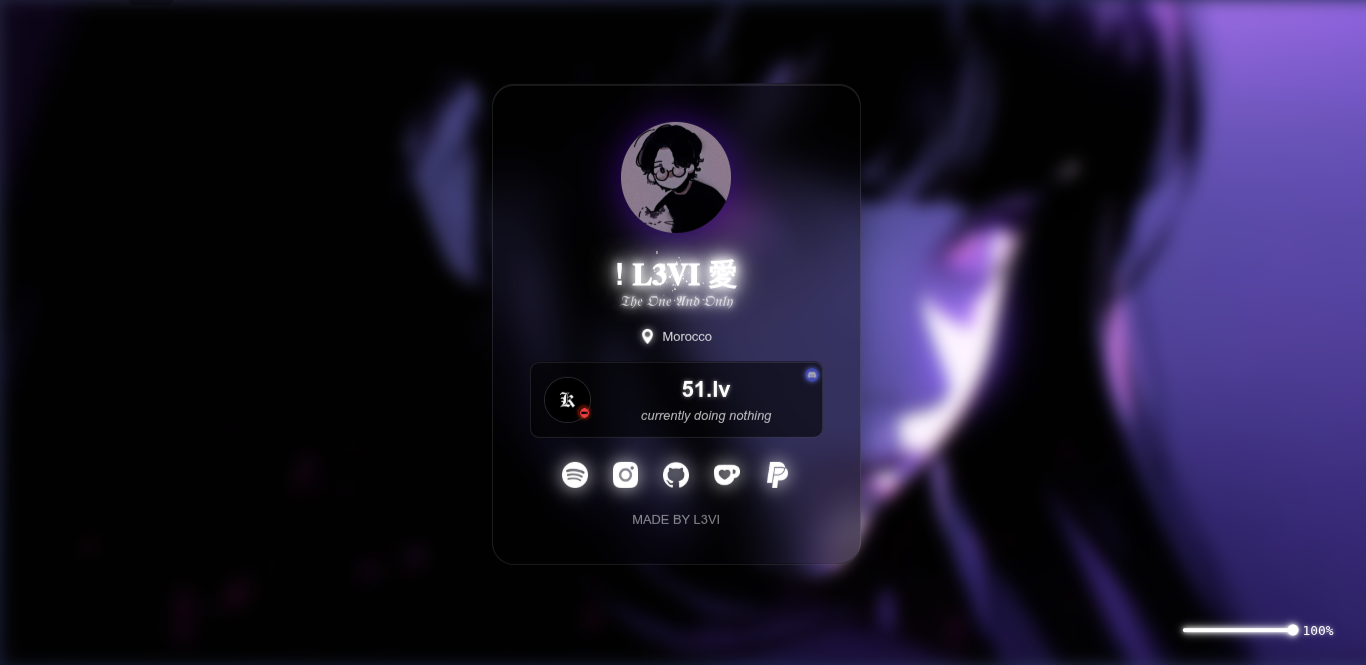 ! L3VI 愛
The One And Only
Morocco
51.lv
currently doing nothing
MADE BY L3VI
100%